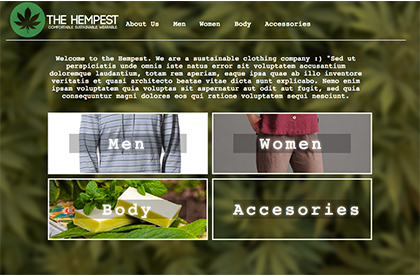 THE HEMPEST
COMFORTABLE. SUSTAINABLE. WEARABLE.
About Us Men Women Body Accessories
Welcome to the Hempest. We are a sustainable clothing company :) "Sed ut
perspiciatis unde omnis iste natus error sit voluptatem accusantium
doloremque laudantium, totam rem aperiam, eaque ipsa quae ab illo inventore
veritatis et quasi architecto beatae vitae dicta sunt explicabo. Nemo enim
ipsam voluptatem quia voluptas sit aspernatur aut odit aut fugit, sed quia
consequuntur magni dolores eos qui ratione voluptatem sequi nesciunt.
Men
Women
Body
Accesories